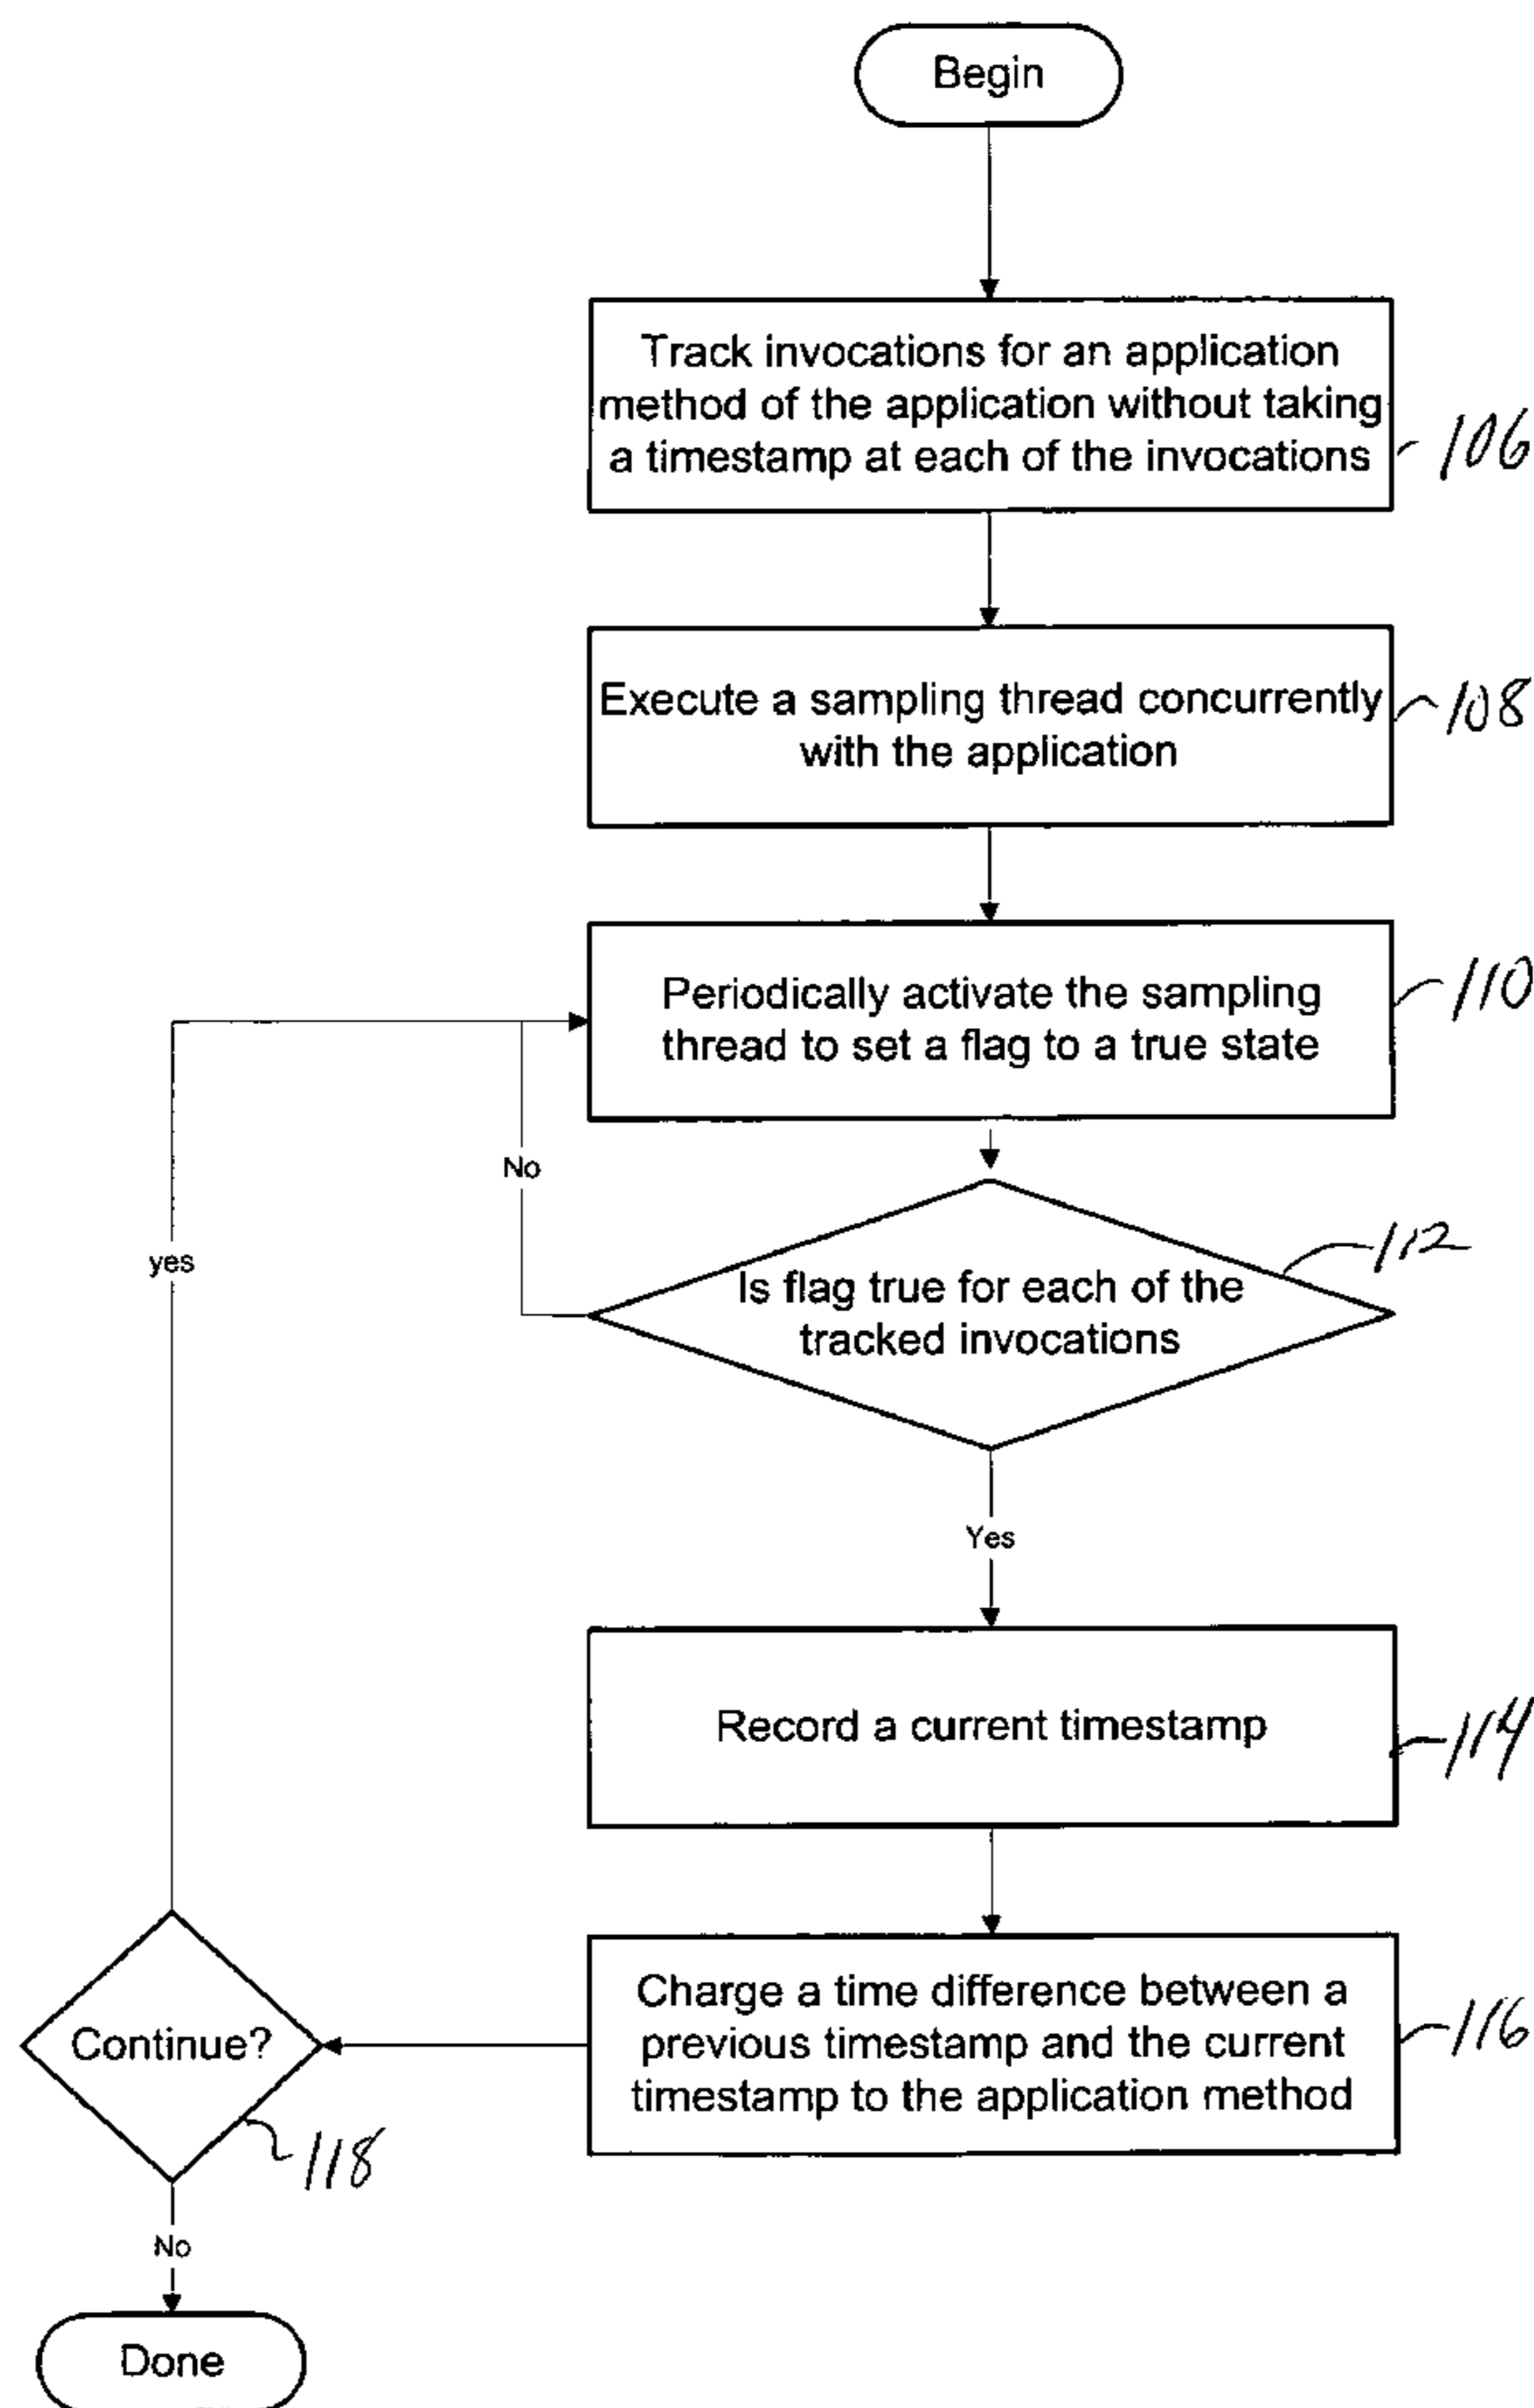 Begin
Track invocations for an application
method of the application without taking
a timestamp at each of the invocations
106
Execute a sampling thread concurrently
with the application
108
Periodically activate the sampling
thread to set a flag to a true state
110
No
yes
Is flag true for each of the
tracked invocations
112
Yes
Record a current timestamp
114
Charge a time difference between a
previous timestamp and the current
timestamp to the application method
116
Continue?
118
No
Done